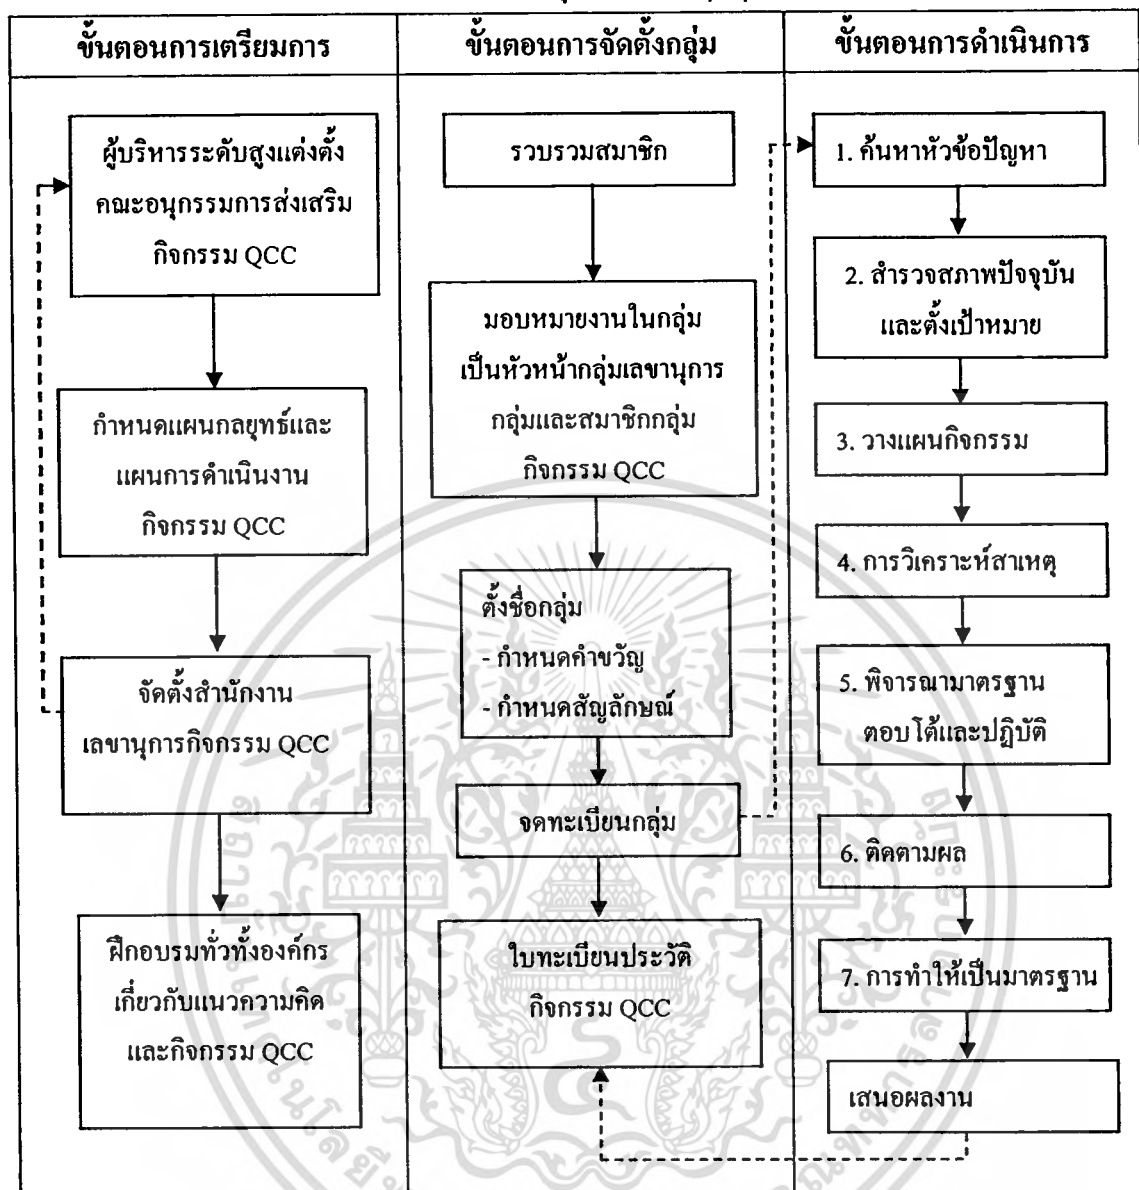 ขั้นตอนการเตรียมการ
ขั้นตอนการจัดตั้งกลุ่ม
ขั้นตอนการดำเนินการ
ผู้บริหารระดับสูงแต่งตั้ง
คณะอนุกรรมการส่งเสริม
กิจกรรม QCC
กำหนดแผนกลยุทธ์และ
แผนการดำเนินงาน
กิจกรรม QCC
จัดตั้งสำนักงาน
เลขานุการกิจกรรม QCC
ฝึกอบรมทั่วทั้งองค์กร
เกี่ยวกับแนวความคิด
และกิจกรรม QCC
รวบรวมสมาชิก
มอบหมายงานในกลุ่ม
เป็นหัวหน้ากลุ่มเลขานุการ
กลุ่มและสมาชิกกลุ่ม
กิจกรรม QCC
ตั้งชื่อกลุ่ม
- กำหนดคำขวัญ
- กำหนดสัญลักษณ์
จดทะเบียนกลุ่ม
ใบทะเบียนประวัติ
กิจกรรม QCC
1. ค้นหาหัวข้อปัญหา
2. สำรวจสภาพปัจจุบัน
และตั้งเป้าหมาย
3. วางแผนกิจกรรม
4. การวิเคราะห์สาเหตุ
5. พิจารณามาตรฐาน
ตอบโต้และปฏิบัติ
6. ติดตามผล
7. การทำให้เป็นมาตรฐาน
เสนอผลงาน